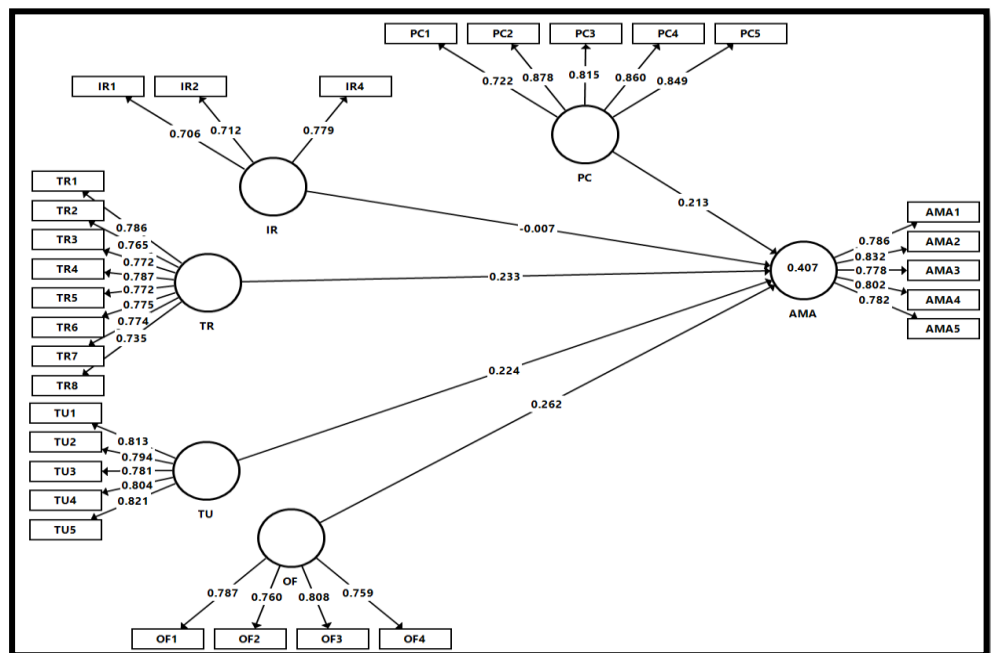 PC1 PC2 PC3 PC4 PC5
0.722 0.878 0.815 0.860 0.849
PC
IR1 IR2 IR4
0.706 0.712 0.779
IR
TR1
TR2
TR3
TR4
TR5
TR6
TR7
TR8
0.786
0.765
0.772
0.787
0.772
0.775
0.774
0.735
TR
TU1
TU2
TU3
TU4
TU5
0.813
0.794
0.781
0.804
0.821
TU
OF
0.787 0.760 0.808 0.759
OF1 OF2 OF3 OF4
0.213
-0.007
0.233
0.224
0.262
0.407
AMA
0.786
0.832
0.778
0.802
0.782
AMA1
AMA2
AMA3
AMA4
AMA5